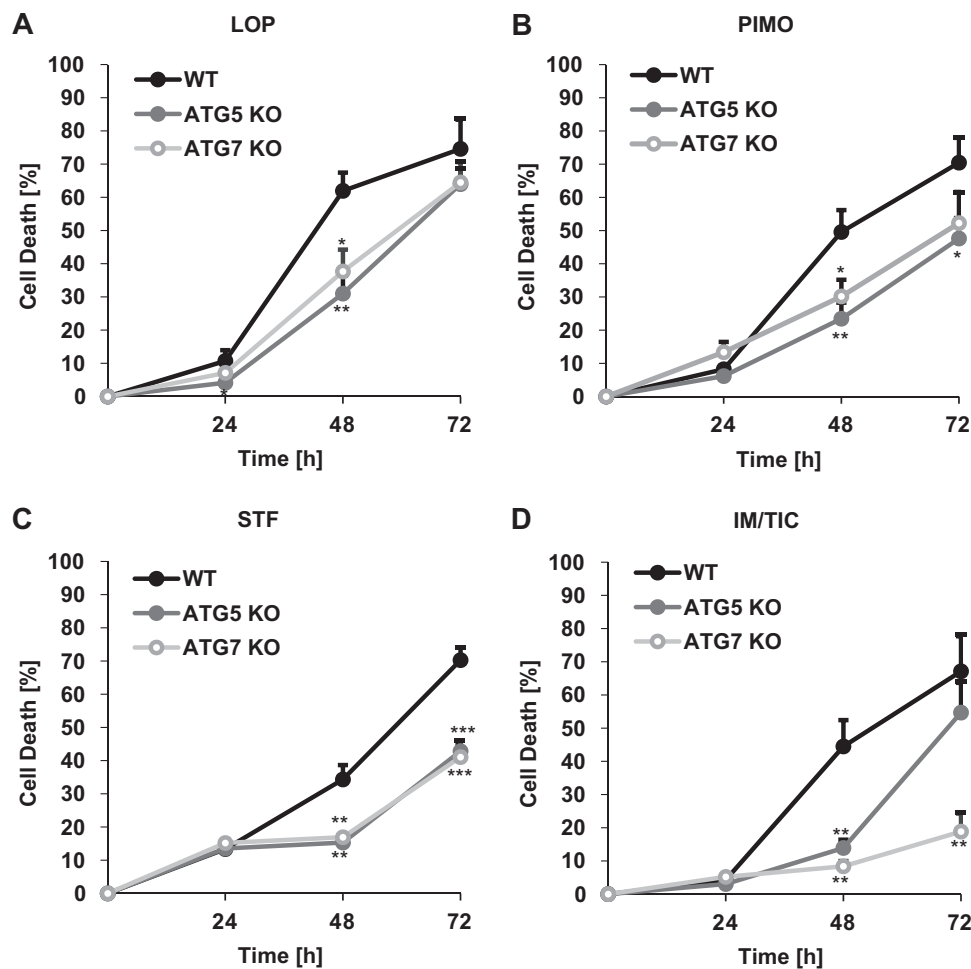 A
LOP
Cell Death [%]
100
90
80
70
60
50
40
30
20
10
0
WT
ATG5 KO
ATG7 KO
*
*
**
24
48
72
Time [h]
B
PIMO
Cell Death [%]
100
90
80
70
60
50
40
30
20
10
0
WT
ATG5 KO
ATG7 KO
*
**
*
24
48
72
Time [h]
C
STF
Cell Death [%]
100
90
80
70
60
50
40
30
20
10
0
WT
ATG5 KO
ATG7 KO
**
**
***
***
24
48
72
Time [h]
D
IM/TIC
Cell Death [%]
100
90
80
70
60
50
40
30
20
10
0
WT
ATG5 KO
ATG7 KO
**
**
**
24
48
72
Time [h]